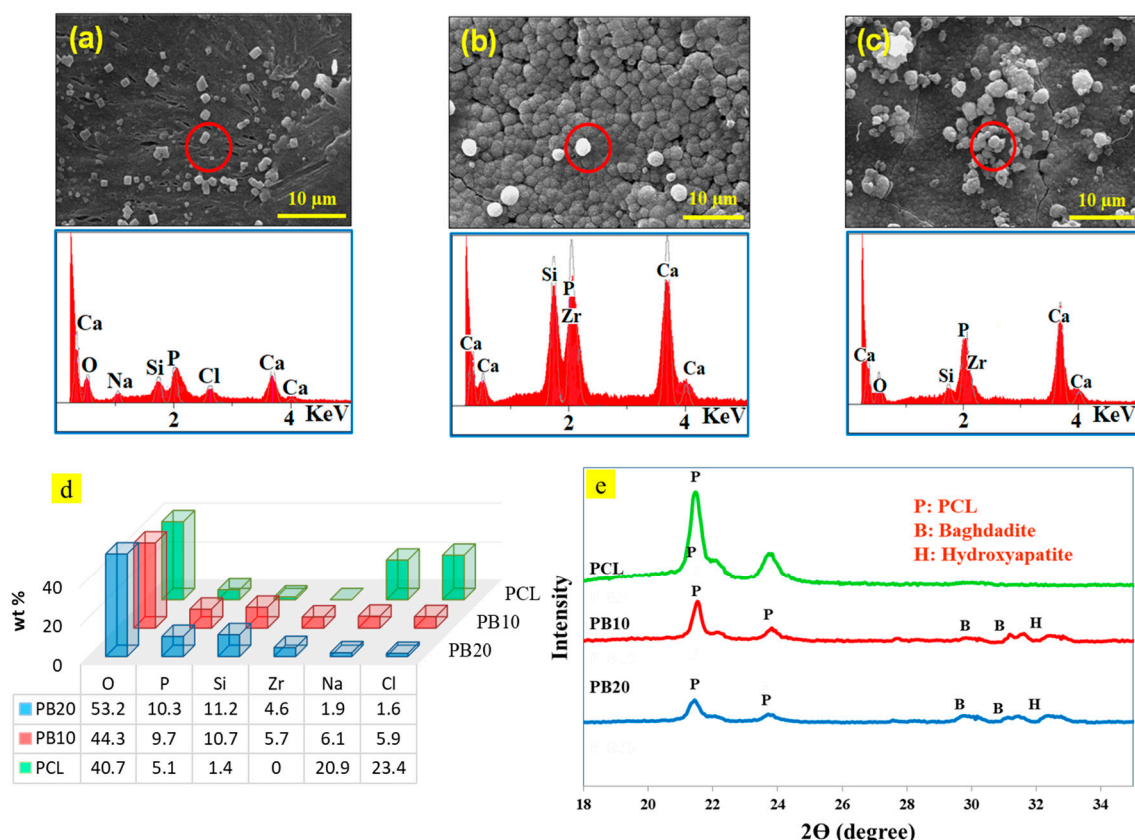 (a)
10 μm
(b)
10 μm
(c)
10 μm
Ca
O
Na
Si
P
Cl
Ca
Ca
2
4
KeV
Ca
Ca
Si
P
Zr
Ca
Ca
2
4
KeV
Ca
O
Si
P
Zr
Ca
Ca
2
4
KeV
d
wt %
40
20
0
PCL
PB10
PB20
O P Si Zr Na Cl
PB20 53.2 10.3 11.2 4.6 1.9 1.6
PB10 44.3 9.7 10.7 5.7 6.1 5.9
PCL 40.7 5.1 1.4 0 20.9 23.4
e
P: PCL
B: Baghdadite
H: Hydroxyapatite
Intensity
P
P
PCL
P
P
B B H
PB10
P
P
B B H
PB20
18 20 22 24 26 28 30 32 34
2Θ (degree)